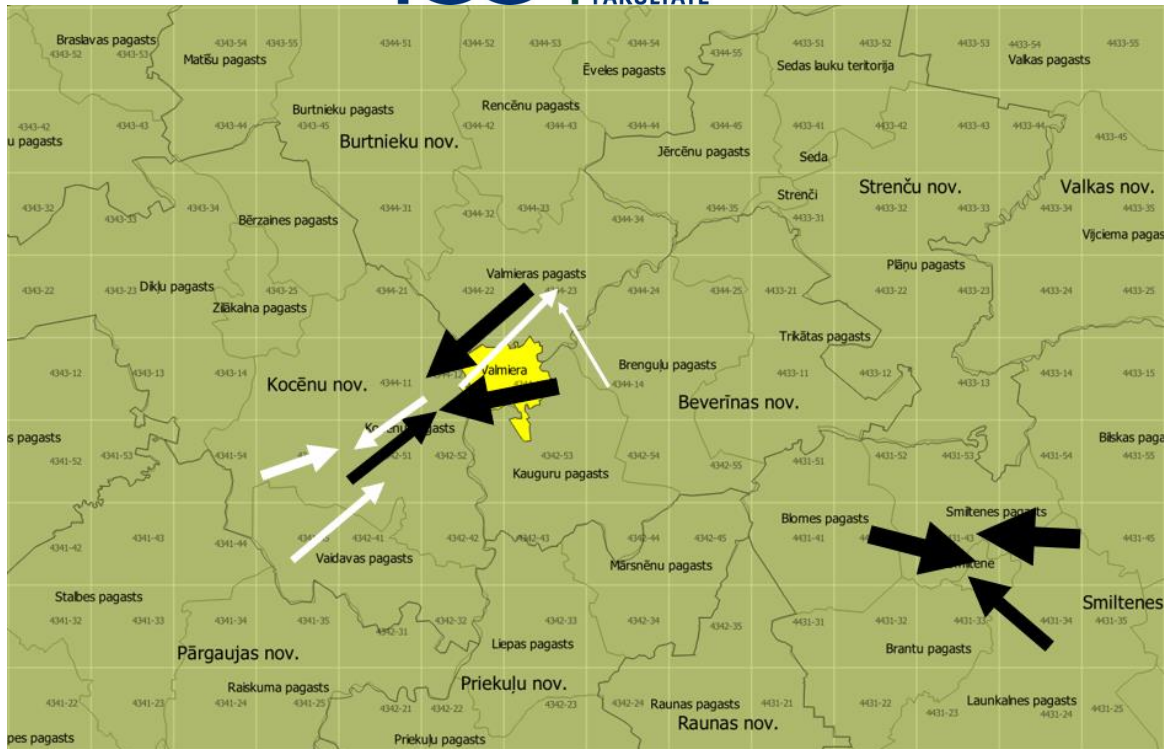 FAKULTĀTE
Braslavas pagasts
4343-52
4343-53
Matīšu pagasts
4343-54
4343-55
4344-51
4344-52
4344-53
Ēveles pagasts
4344-54
4344-55
4433-51
4433-52
4433-53
4433-54
4433-55
Sedas lauku teritorija
Valkas pagasts
Burtnieku pagasts
Rencēnu pagasts
4343-42
4343-43
4343-44
4343-45
4344-42
4344-43
4344-44
4344-45
4433-41
4433-42
4433-43
4433-44
4433-45
u pagasts
Burtnieku nov.
Jērcēnu pagasts
Seda
Strenči
Strenču nov.
Valkas nov.
4343-32
4343-33
4343-34
4344-31
4344-32
4344-33
4344-34
4344-35
4433-31
4433-32
4433-33
4433-34
4433-35
Bērzaines pagasts
Vijciema pagas
Valmieras pagasts
Plāņu pagasts
4343-22
4343-23
Dikļu pagasts
4343-25
4344-21
4344-22
4344-24
4344-25
4433-21
4433-22
4433-23
4433-24
4433-25
Zilākalna pagasts
Trikātas pagasts
4343-12
4343-13
4343-14
Kocēnu nov.
4344-11
Valmiera
Brenguļu pagasts
4344-14
Beverīnas nov.
4433-11
4433-12
4433-13
s pagasts
4341-52
4341-53
4341-54
4342-51
4342-52
4342-53
4342-54
4342-55
4431-51
4431-52
4431-53
4431-54
4431-55
Kauguru pagasts
Bilskas paga
Blomes pagasts
Smiltenes pagasts
4341-42
4341-43
4341-44
4342-41
4342-42
4342-43
4342-44
4342-45
4431-41
4431-43
4431-45
Vaidavas pagasts
Mārsnēnu pagasts
Stalbes pagasts
Smiltenes
4341-32
4341-33
4341-34
4341-35
4342-31
4342-32
4342-33
4342-34
4342-35
4431-31
4431-32
4431-33
4431-34
4431-35
Pārgaujas nov.
Liepas pagasts
Brantu pagasts
Raiskuma pagasts
Priekuļu nov.
Raunas pagasts
Launkalnes pagasts
4341-22
4341-23
4341-24
4341-25
4342-21
4342-22
4342-23
4342-24
4431-21
4431-22
4431-23
4431-24
4431-25
Raunas nov.
pes pagasts
Priekuļu pagasts